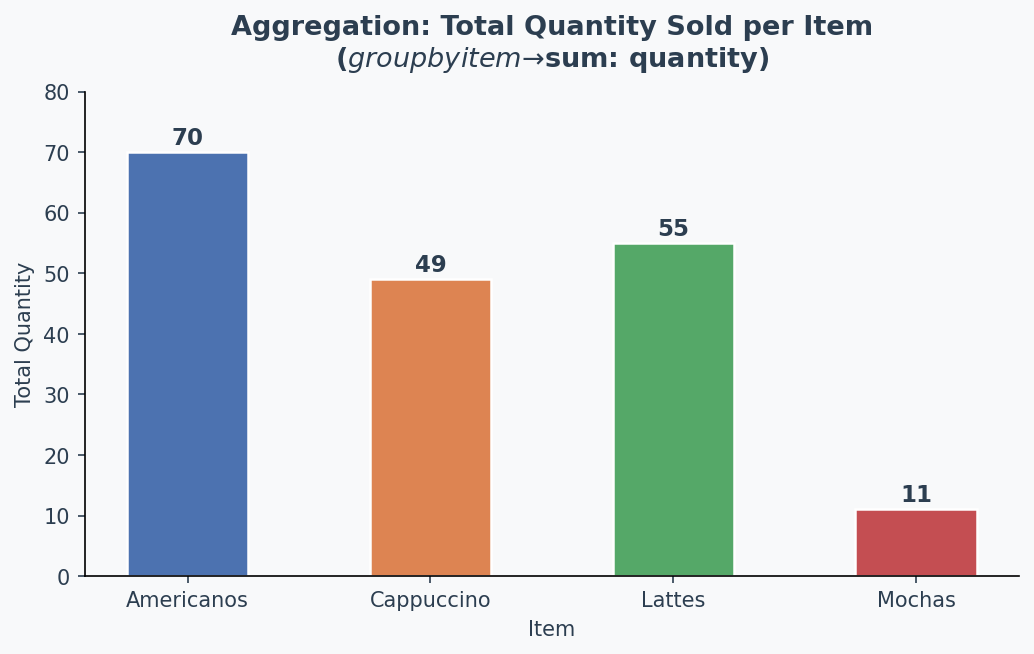 Aggregation: Total Quantity Sold per Item
(groupbyitem→sum: quantity)
80
70
60
50
40
30
20
10
0
Total Quantity
70
49
55
11
Americanos
Cappuccino
Lattes
Mochas
Item